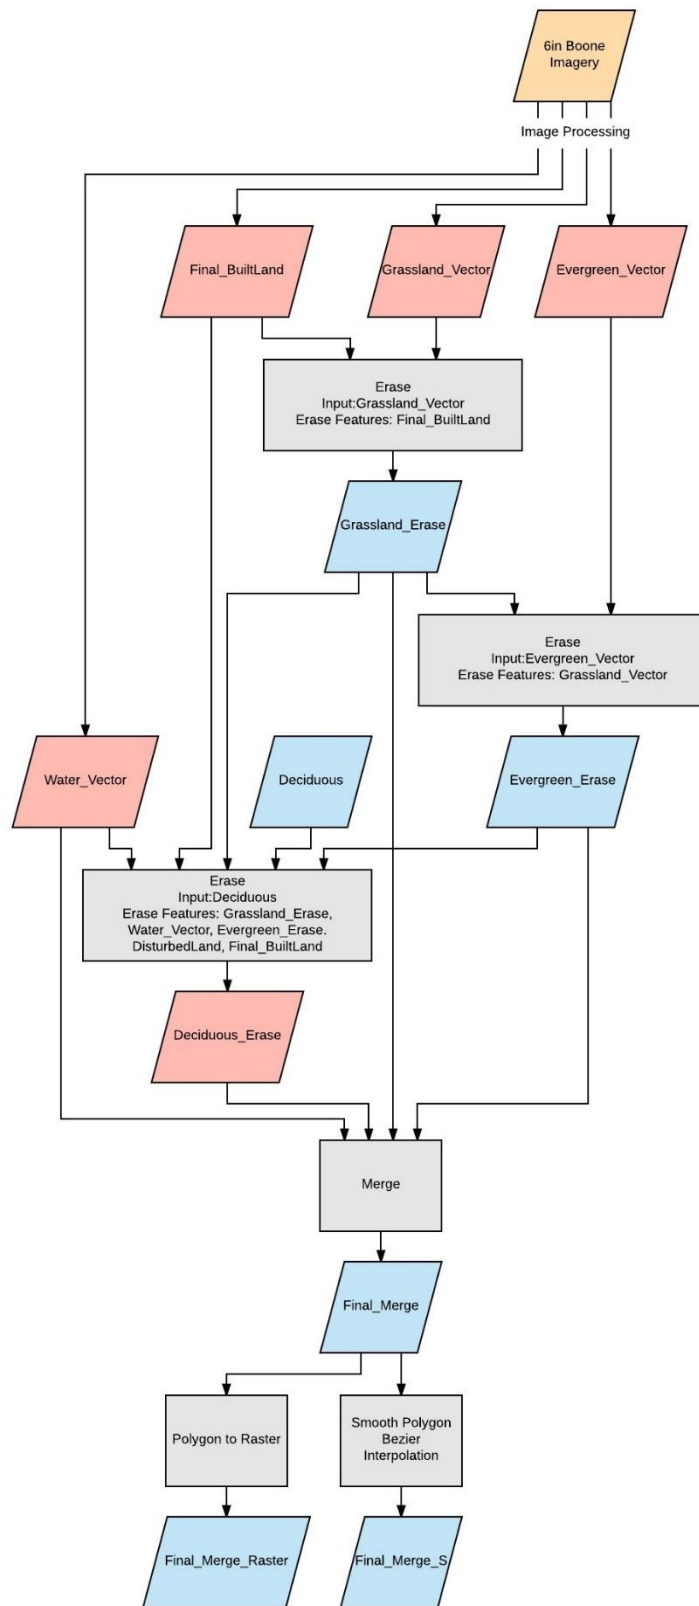 6in Boone
Imagery
Image Processing
Final_BuiltLand
Grassland_Vector
Evergreen_Vector
Erase
Input:Grassland_Vector
Erase Features: Final_BuiltLand
Grassland_Erase
Erase
Input:Evergreen_Vector
Erase Features: Grassland_Vector
Water_Vector
Deciduous
Evergreen_Erase
Erase
Input:Deciduous
Erase Features: Grassland_Erase,
Water_Vector, Evergreen_Erase.
DisturbedLand, Final_BuiltLand
Deciduous_Erase
Merge
Final_Merge
Polygon to Raster
Smooth Polygon
Bezier
Interpolation
Final_Merge_Raster
Final_Merge_S